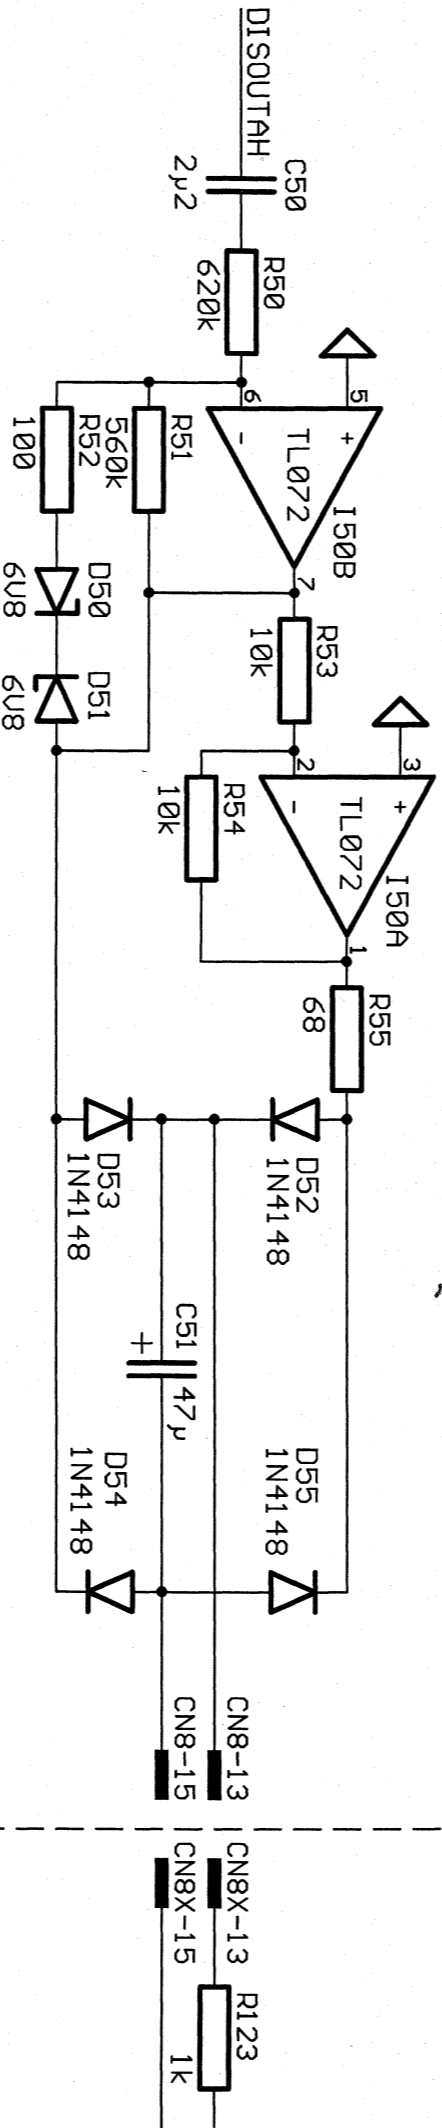 DISOUTAH
C50
2µ2
R50
620k
6
5
-
+
TL072
I50B
7
R51
560k
R52
100
D50
6V8
D51
6V8
R53
10k
2
3
-
+
TL072
I50A
1
R54
10k
R55
68
D53
1N4148
D52
1N4148
C51
+
47µ
D54
1N4148
D55
1N4148
CN8-15
CN8-13
CN8X-15
CN8X-13
R123
1k